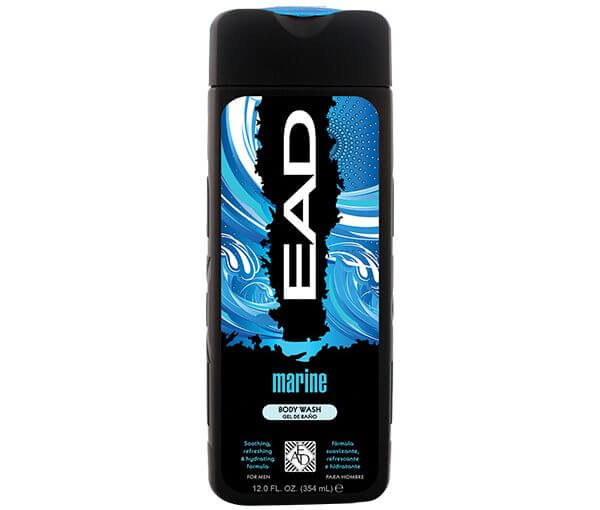 EAD
marine
BODY WASH
GEL DE BAÑO
Soothing,
refreshing
& hydrating
formula
FOR MEN
EAD
fórmula
suavizante,
refrescante
e hidratante
PARA HOMBRE
12.0 FL. OZ. (354 mL) ℮